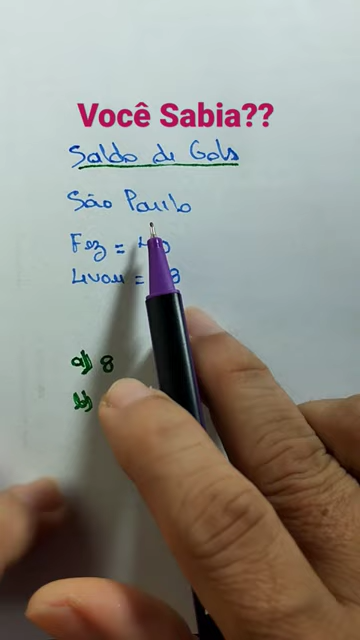 Você Sabia??
Saldo de Gols
São Paulo
Fez =
Levou =
a) 8
b)